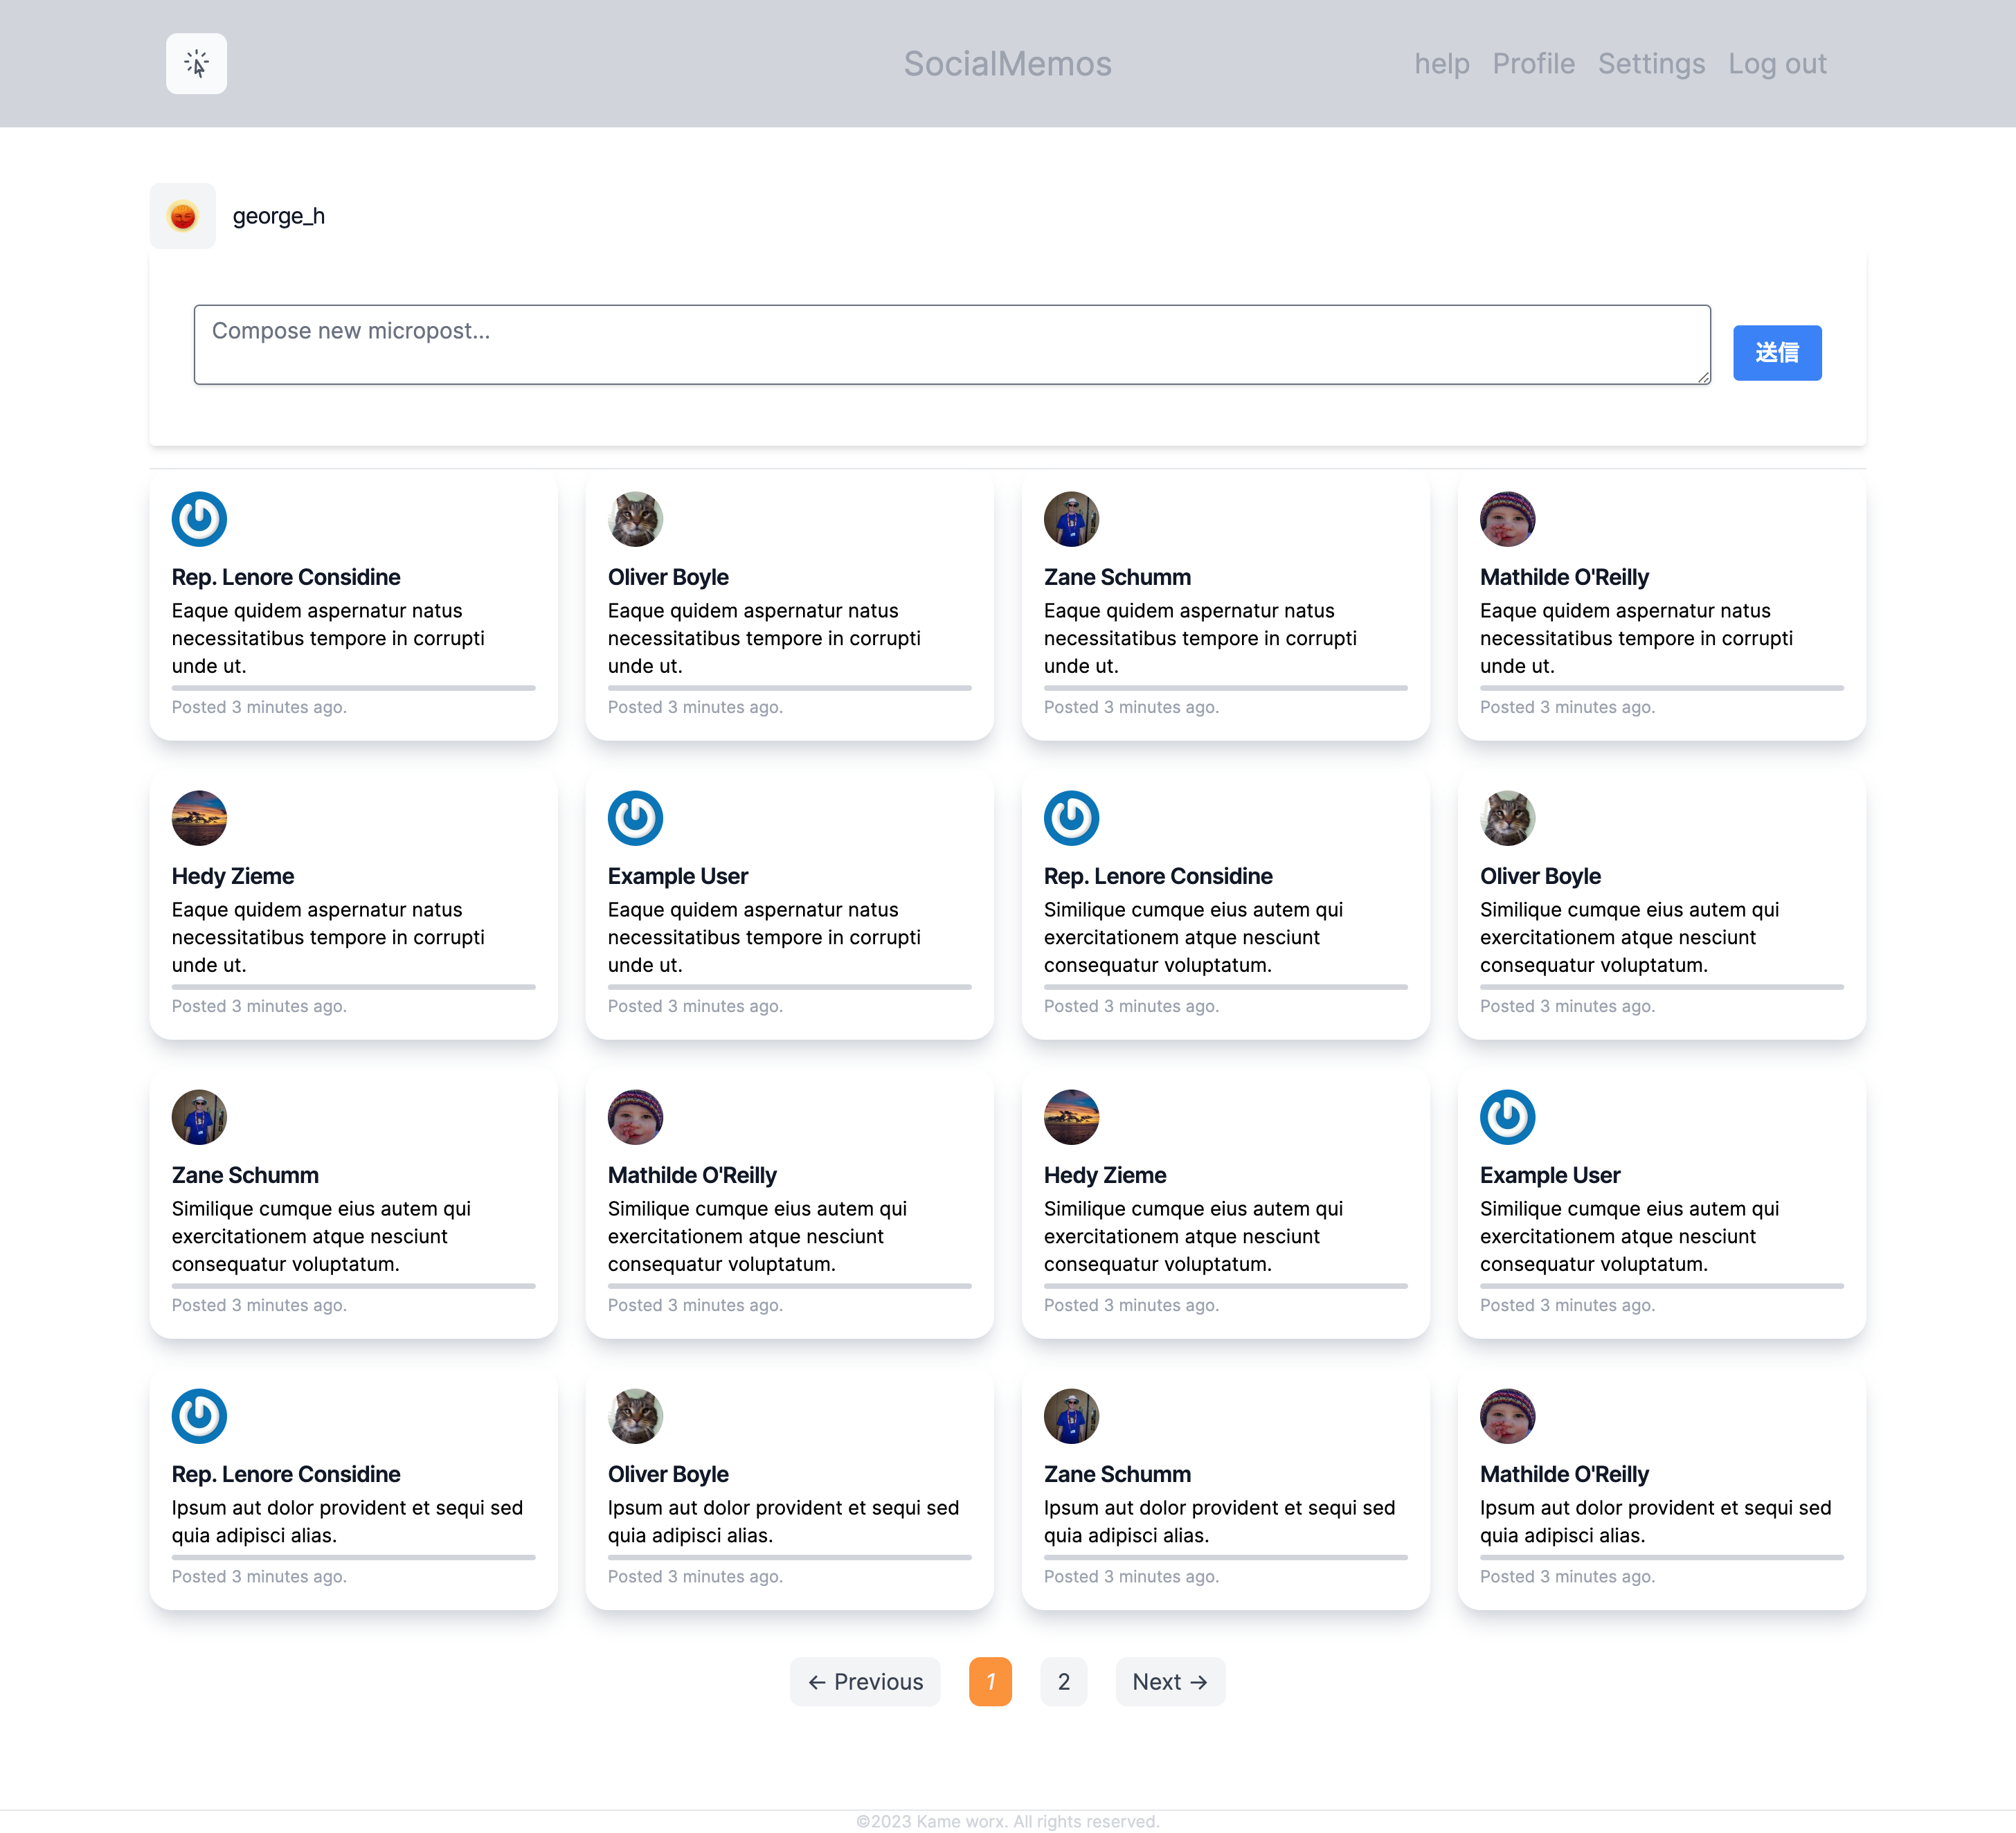 SocialMemos
help Profile Settings Log out
george_h
Compose new micropost...
送信
Rep. Lenore Considine
Eaque quidem aspernatur natus
necessitatibus tempore in corrupti
unde ut.
Posted 3 minutes ago.
Oliver Boyle
Eaque quidem aspernatur natus
necessitatibus tempore in corrupti
unde ut.
Posted 3 minutes ago.
Zane Schumm
Eaque quidem aspernatur natus
necessitatibus tempore in corrupti
unde ut.
Posted 3 minutes ago.
Mathilde O'Reilly
Eaque quidem aspernatur natus
necessitatibus tempore in corrupti
unde ut.
Posted 3 minutes ago.
Hedy Zieme
Eaque quidem aspernatur natus
necessitatibus tempore in corrupti
unde ut.
Posted 3 minutes ago.
Example User
Eaque quidem aspernatur natus
necessitatibus tempore in corrupti
unde ut.
Posted 3 minutes ago.
Rep. Lenore Considine
Similique cumque eius autem qui
exercitationem atque nesciunt
consequatur voluptatum.
Posted 3 minutes ago.
Oliver Boyle
Similique cumque eius autem qui
exercitationem atque nesciunt
consequatur voluptatum.
Posted 3 minutes ago.
Zane Schumm
Similique cumque eius autem qui
exercitationem atque nesciunt
consequatur voluptatum.
Posted 3 minutes ago.
Mathilde O'Reilly
Similique cumque eius autem qui
exercitationem atque nesciunt
consequatur voluptatum.
Posted 3 minutes ago.
Hedy Zieme
Similique cumque eius autem qui
exercitationem atque nesciunt
consequatur voluptatum.
Posted 3 minutes ago.
Example User
Similique cumque eius autem qui
exercitationem atque nesciunt
consequatur voluptatum.
Posted 3 minutes ago.
Rep. Lenore Considine
Ipsum aut dolor provident et sequi sed
quia adipisci alias.
Posted 3 minutes ago.
Oliver Boyle
Ipsum aut dolor provident et sequi sed
quia adipisci alias.
Posted 3 minutes ago.
Zane Schumm
Ipsum aut dolor provident et sequi sed
quia adipisci alias.
Posted 3 minutes ago.
Mathilde O'Reilly
Ipsum aut dolor provident et sequi sed
quia adipisci alias.
Posted 3 minutes ago.
← Previous 1 2 Next →
©2023 Kame worx. All rights reserved.